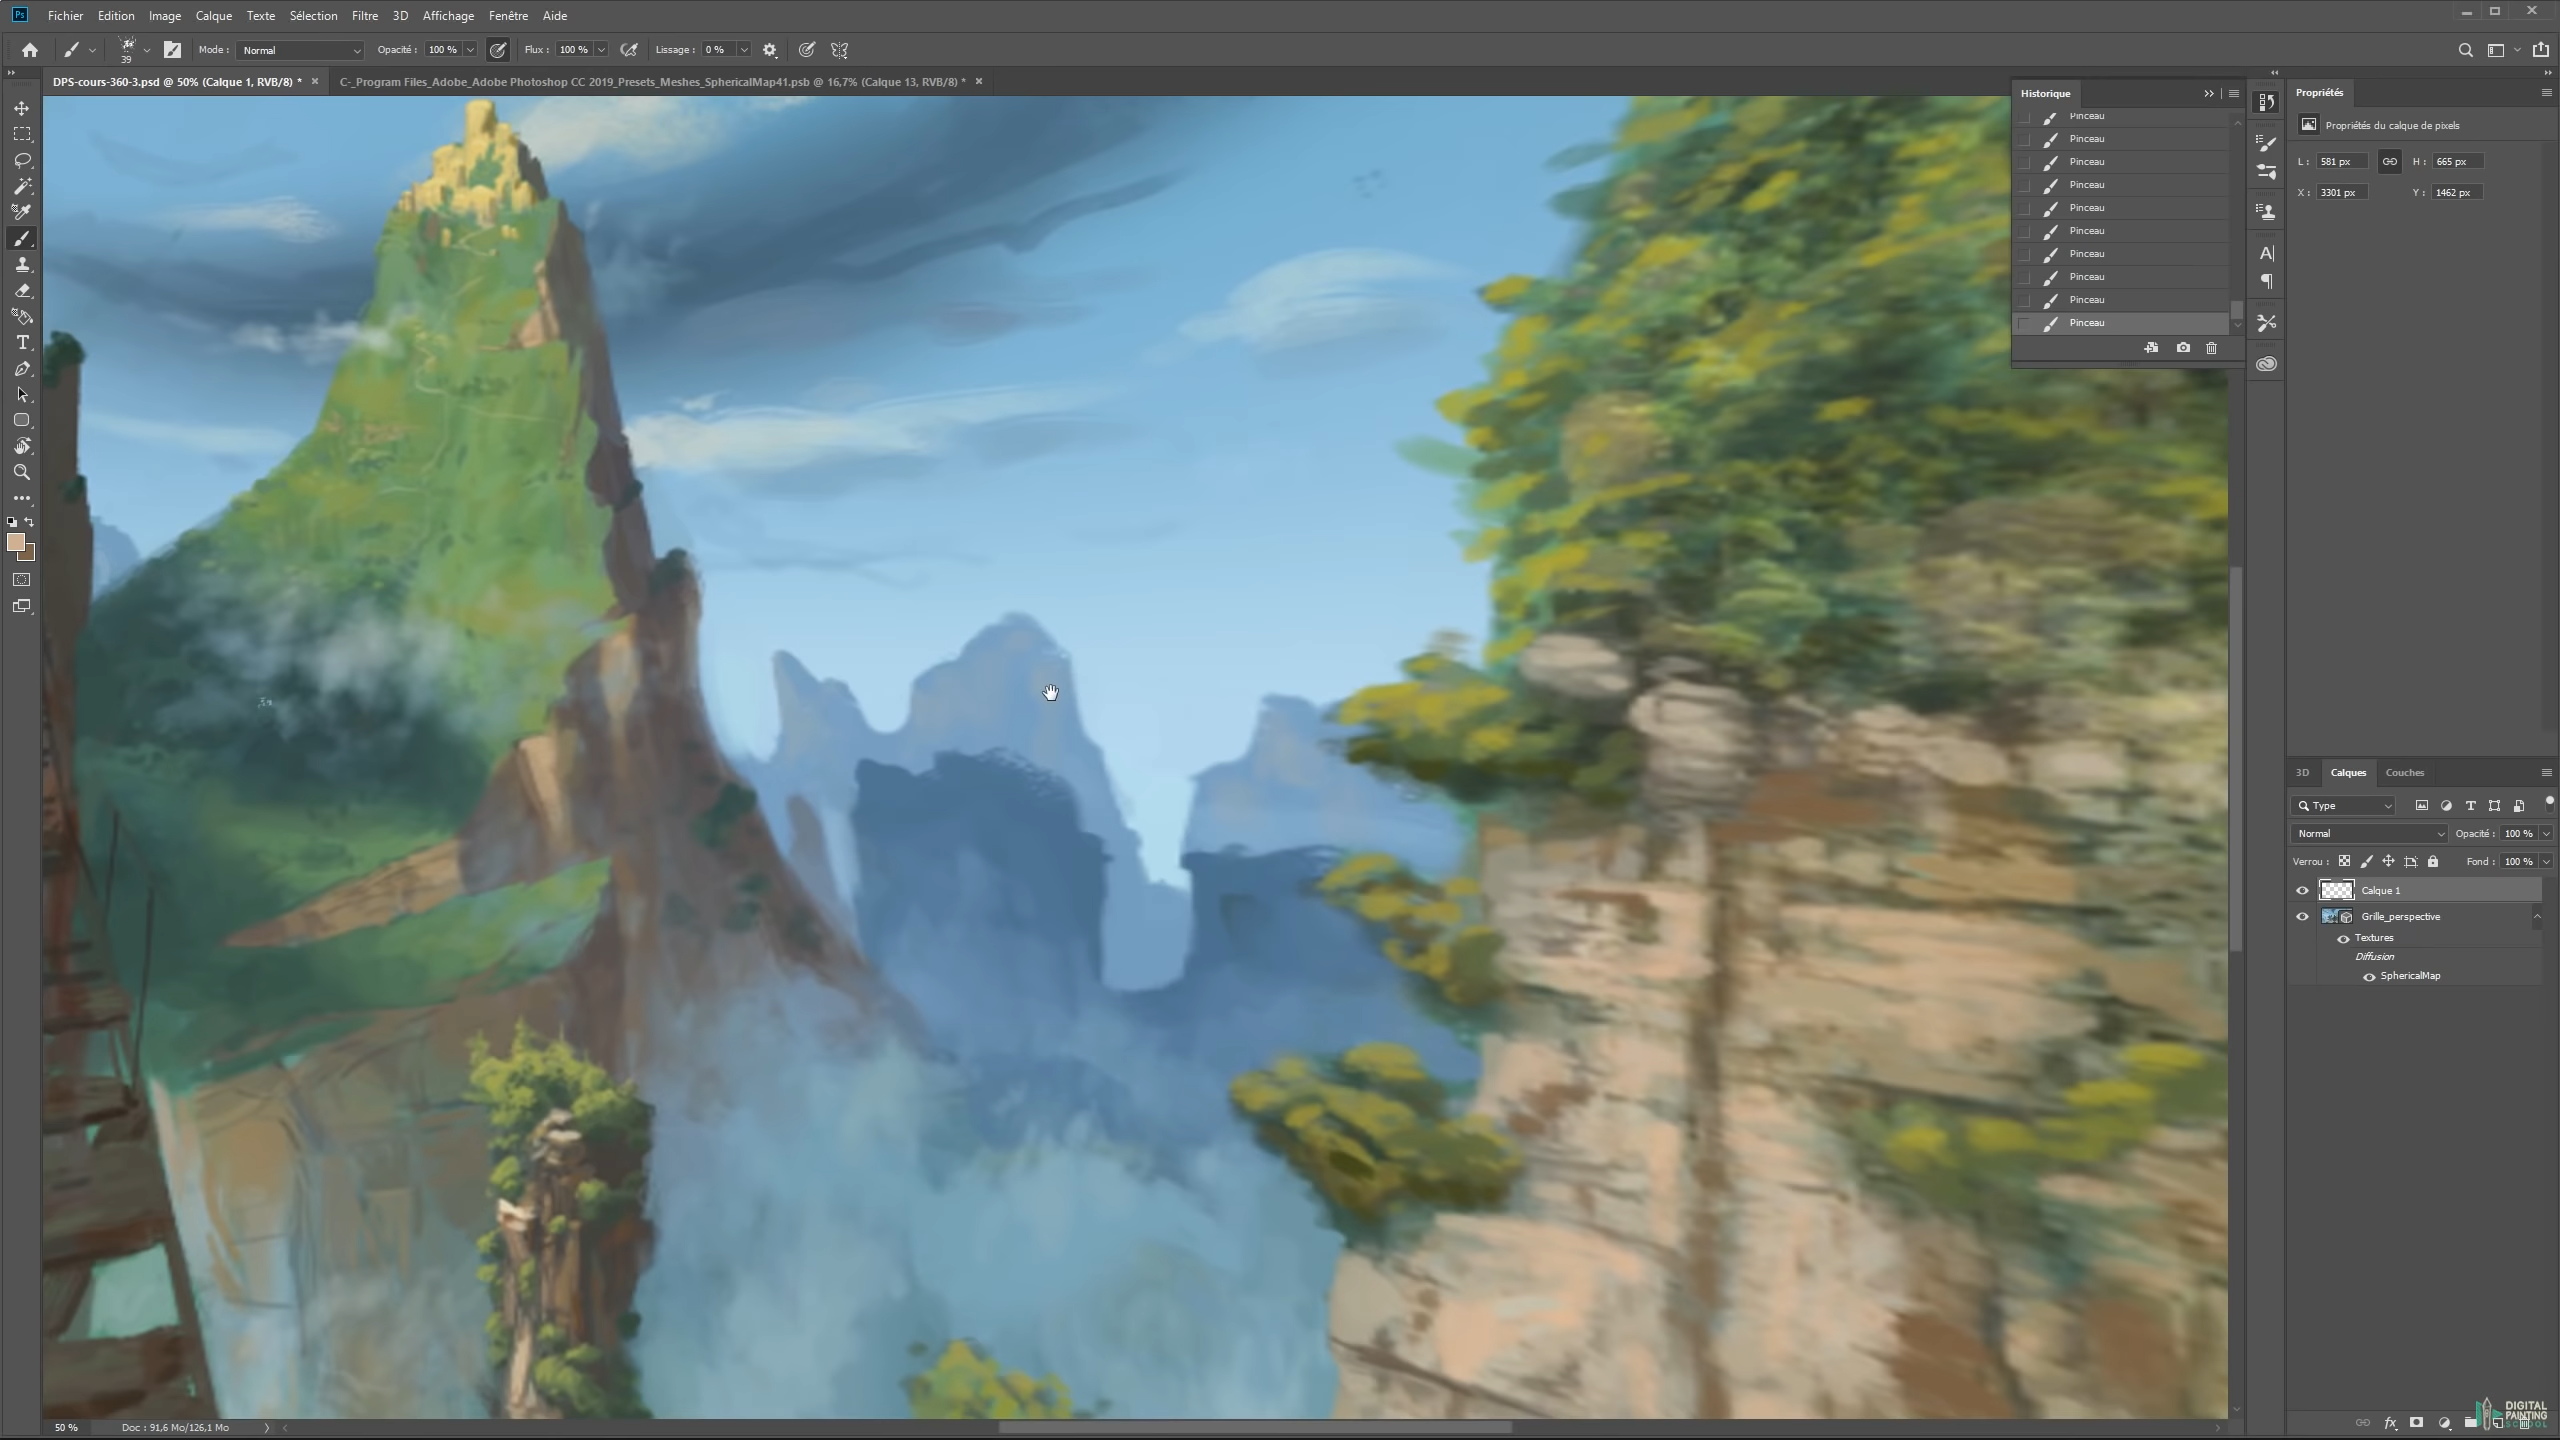 Ps Fichier Edition Image Calque Texte Sélection Filtre 3D Affichage Fenêtre Aide
39 Mode : Normal Opacité : 100 % Flux : 100 % Lissage : 0 %
DPS-cours-360-3.psd @ 50% (Calque 1, RVB/8) * C-_Program Files_Adobe_Adobe Photoshop CC 2019_Presets_Meshes_SphericalMap41.psb @ 16,7% (Calque 13, RVB/8) *
Historique
Pinceau
Pinceau
Pinceau
Pinceau
Pinceau
Pinceau
Pinceau
Pinceau
Pinceau
Pinceau
Propriétés
Propriétés du calque de pixels
L : 581 px H : 665 px
X : 3301 px Y : 1462 px
3D Calques Couches
Type
Normal Opacité : 100 %
Verrou : Fond : 100 %
Calque 1
Grille_perspective
Textures
Diffusion
SphericalMap
50 % Doc : 91,6 Mo/126,1 Mo
fx
DIGITAL
PAINTING
SCHOOL